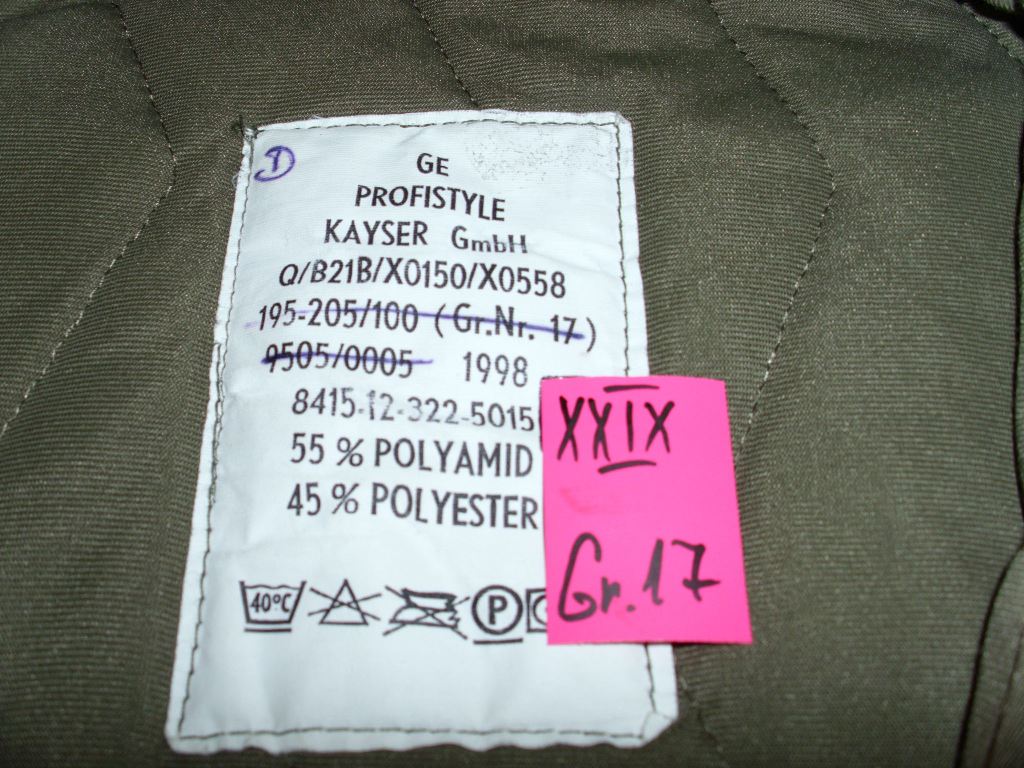 GE
PROFISTYLE
KAYSER GmbH
Q/B21B/X0150/X0558
195-205/100 (Gr.Nr. 17)
9505/0005 1998
8415-12-322-5015
55 % POLYAMID
45 % POLYESTER
40°C
P
XXIX
Gr. 17